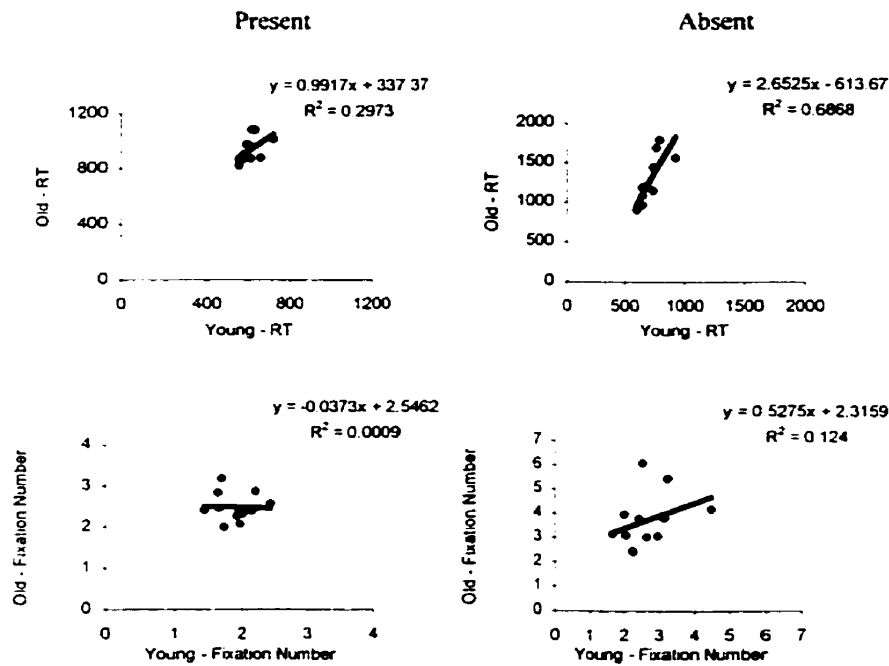 Present
Absent
y = 0.9917x + 337 37
R² = 0.2973
1200
800
400
0
Old - RT
0 400 800 1200
Young - RT
y = 2.6525x - 613.67
R² = 0.6868
2000
1500
1000
500
0
Old - RT
0 500 1000 1500 2000
Young - RT
y = -0.0373x + 2.5462
R² = 0.0009
4
3
2
1
0
Old - Fixation Number
0 1 2 3 4
Young - Fixation Number
y = 0.5275x + 2.3159
R² = 0.124
7
6
5
4
3
2
1
0
Old - Fixation Number
0 1 2 3 4 5 6 7
Young - Fixation Number